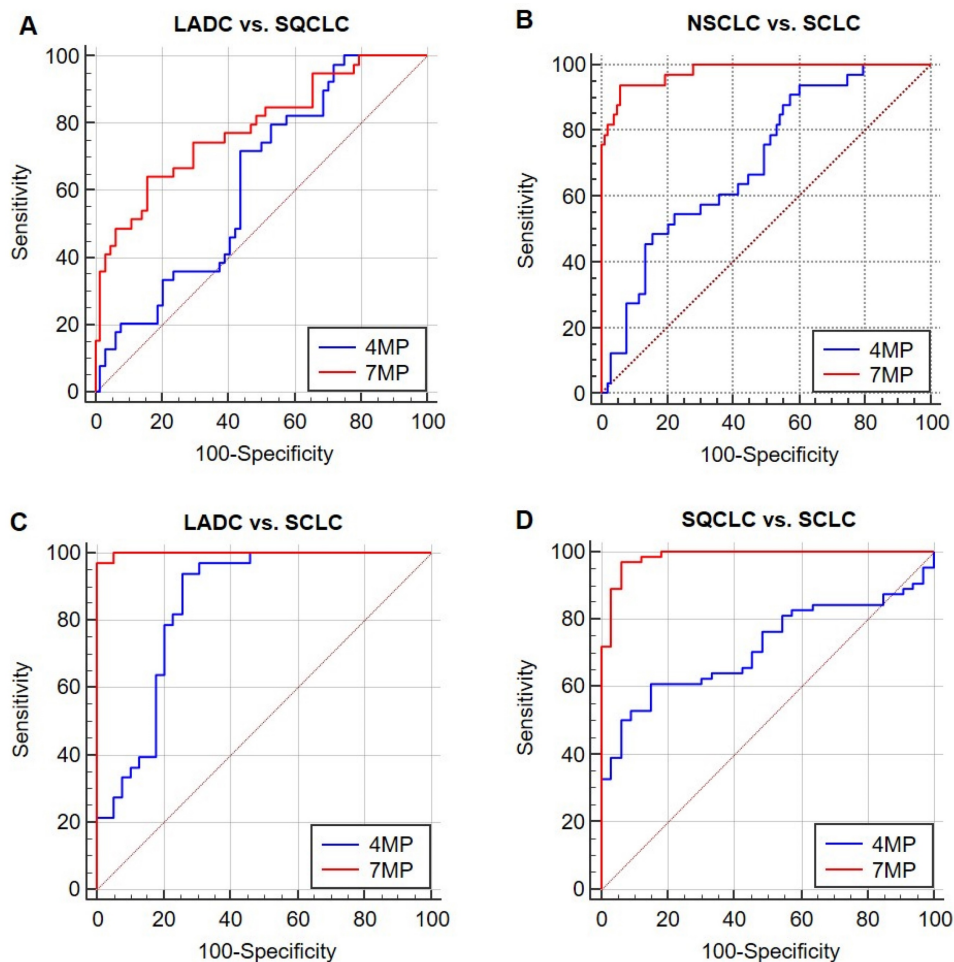 A
LADC vs. SQCLC
100
80
60
40
20
0
Sensitivity
4MP
7MP
0 20 40 60 80 100
100-Specificity
B
NSCLC vs. SCLC
100
80
60
40
20
0
Sensitivity
4MP
7MP
0 20 40 60 80 100
100-Specificity
C
LADC vs. SCLC
100
80
60
40
20
0
Sensitivity
4MP
7MP
0 20 40 60 80 100
100-Specificity
D
SQCLC vs. SCLC
100
80
60
40
20
0
Sensitivity
4MP
7MP
0 20 40 60 80 100
100-Specificity